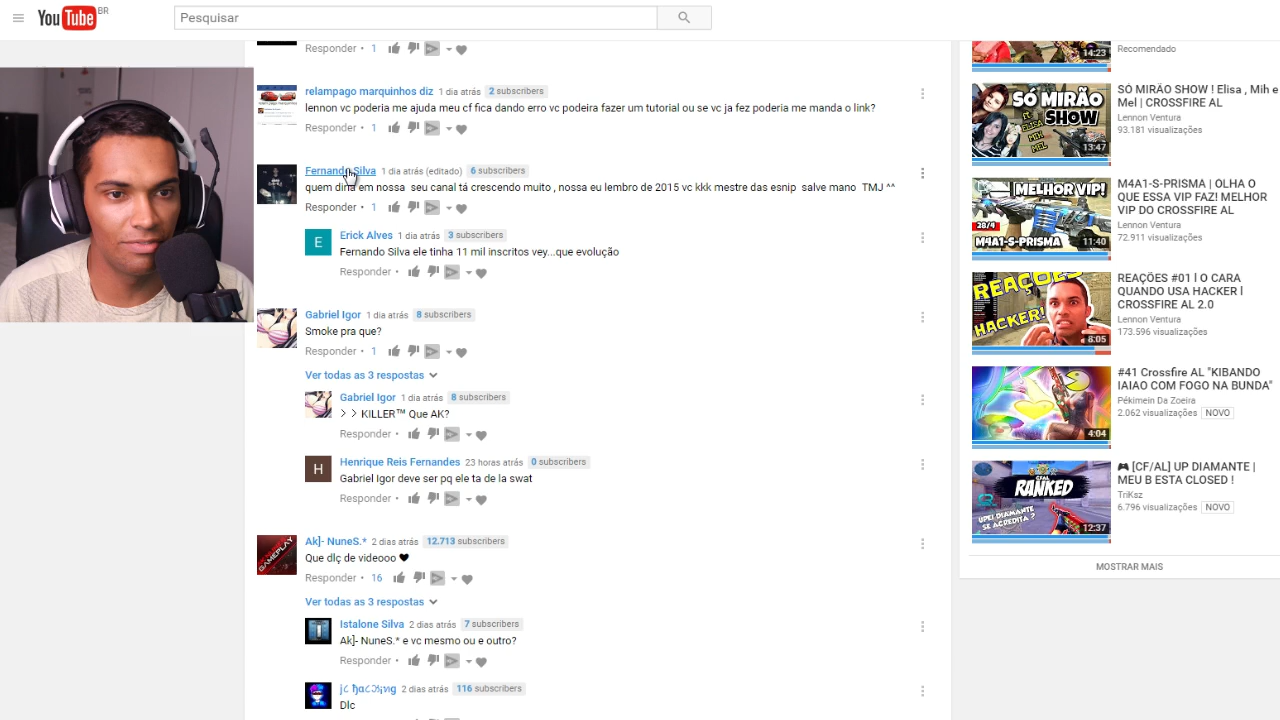 YouTube BR
Pesquisar
Responder • 1
relampago marquinhos diz 1 dia atrás 2 subscribers
lennon vc poderia me ajuda meu cf fica dando erro vc podeira fazer um tutorial ou se vc ja fez poderia me manda o link?
Responder • 1
Fernando Silva 1 dia atrás (editado) 6 subscribers
quem diria em nossa seu canal tá crescendo muito , nossa eu lembro de 2015 vc kkk mestre das esnip salve mano TMJ ^^
Responder • 1
E
Erick Alves 1 dia atrás 3 subscribers
Fernando Silva ele tinha 11 mil inscritos vey...que evolução
Responder •
Gabriel Igor 1 dia atrás 8 subscribers
Smoke pra que?
Responder • 1
Ver todas as 3 respostas
Gabriel Igor 1 dia atrás 8 subscribers
> > KILLER™ Que AK?
Responder •
H
Henrique Reis Fernandes 23 horas atrás 0 subscribers
Gabriel Igor deve ser pq ele ta de la swat
Responder •
GAMEPLAY
Ak]- NuneS.* 2 dias atrás 12.713 subscribers
Que dlç de videooo ❤
Responder • 16
Ver todas as 3 respostas
Istalone Silva 2 dias atrás 7 subscribers
Ak]- NuneS.* e vc mesmo ou e outro?
Responder •
2 dias atrás 116 subscribers
Dlc
14:23
Recomendado
SÓ MIRÃO
SHOW
FT
ELISA
MIH
MEL
13:47
SÓ MIRÃO SHOW ! Elisa , Mih e
Mel | CROSSFIRE AL
Lennon Ventura
93.181 visualizações
MELHOR VIP!
28/4
M4A1-S-PRISMA
11:40
M4A1-S-PRISMA | OLHA O
QUE ESSA VIP FAZ! MELHOR
VIP DO CROSSFIRE AL
Lennon Ventura
72.911 visualizações
REAÇÕES
HACKER!
8:05
REAÇÕES #01 l O CARA
QUANDO USA HACKER l
CROSSFIRE AL 2.0
Lennon Ventura
173.596 visualizações
4:04
#41 Crossfire AL "KIBANDO
IAIAO COM FOGO NA BUNDA"
Pékimein Da Zoeira
2.062 visualizações NOVO
CFAL
RANKED
UPEI DIAMANTE
SE ACREDITA ?
12:37
🎮 [CF/AL] UP DIAMANTE |
MEU B ESTA CLOSED !
TriKsz
6.796 visualizações NOVO
MOSTRAR MAIS